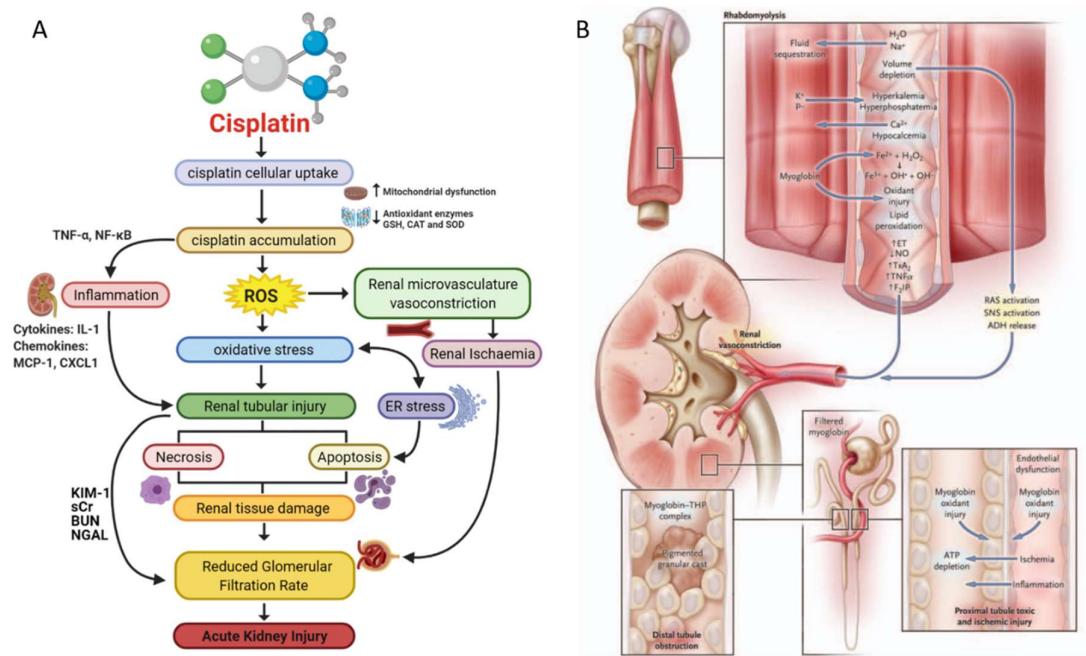 A
Cisplatin
cisplatin cellular uptake
↑ Mitochondrial dysfunction
↓ Antioxidant enzymes
GSH, CAT and SOD
TNF-α, NF-κB
cisplatin accumulation
Inflammation
ROS
Renal microvasculature
vasoconstriction
Cytokines: IL-1
Chemokines:
MCP-1, CXCL1
oxidative stress
Renal Ischaemia
Renal tubular injury
ER stress
Necrosis
Apoptosis
KIM-1
sCr
BUN
NGAL
Renal tissue damage
Reduced Glomerular
Filtration Rate
Acute Kidney Injury
B
Rhabdomyolysis
Fluid
sequestration
H₂O
Na⁺
Volume
depletion
K⁺
P⁻
Hyperkalemia
Hyperphosphatemia
Ca²⁺
Hypocalcemia
Myoglobin
Fe²⁺ + H₂O₂
↓
Fe³⁺ + OH• + OH⁻
Oxidant
injury
Lipid
peroxidation
↑ET
↓NO
↑TxA₂
↑TNFα
↑F₂IP
RAS activation
SNS activation
ADH release
Renal
vasoconstriction
Filtered
myoglobin
Myoglobin–THP
complex
Pigmented
granular cast
Distal tubule
obstruction
Endothelial
dysfunction
Myoglobin
oxidant
injury
Myoglobin
oxidant
injury
ATP
depletion
Ischemia
Inflammation
Proximal tubule toxic
and ischemic injury